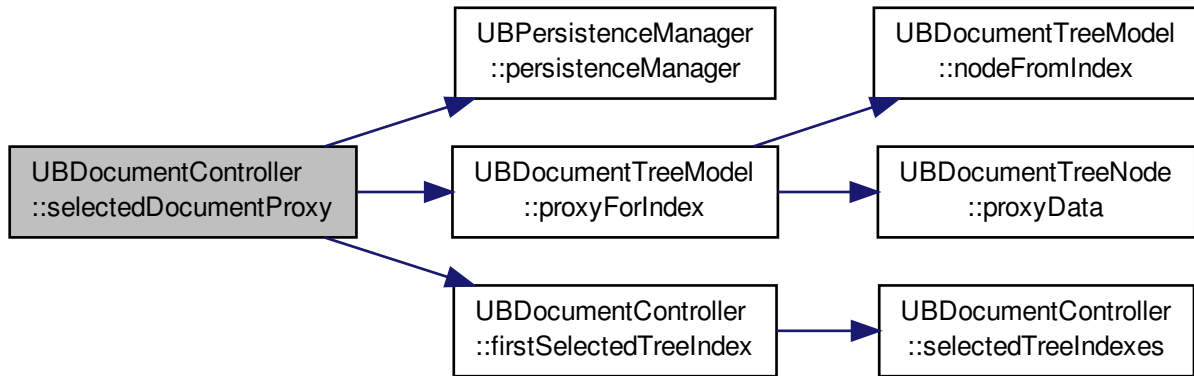 UBDocumentController
::selectedDocumentProxy
UBPersistenceManager
::persistenceManager
UBDocumentTreeModel
::proxyForIndex
UBDocumentController
::firstSelectedTreeIndex
UBDocumentTreeModel
::nodeFromIndex
UBDocumentTreeNode
::proxyData
UBDocumentController
::selectedTreeIndexes